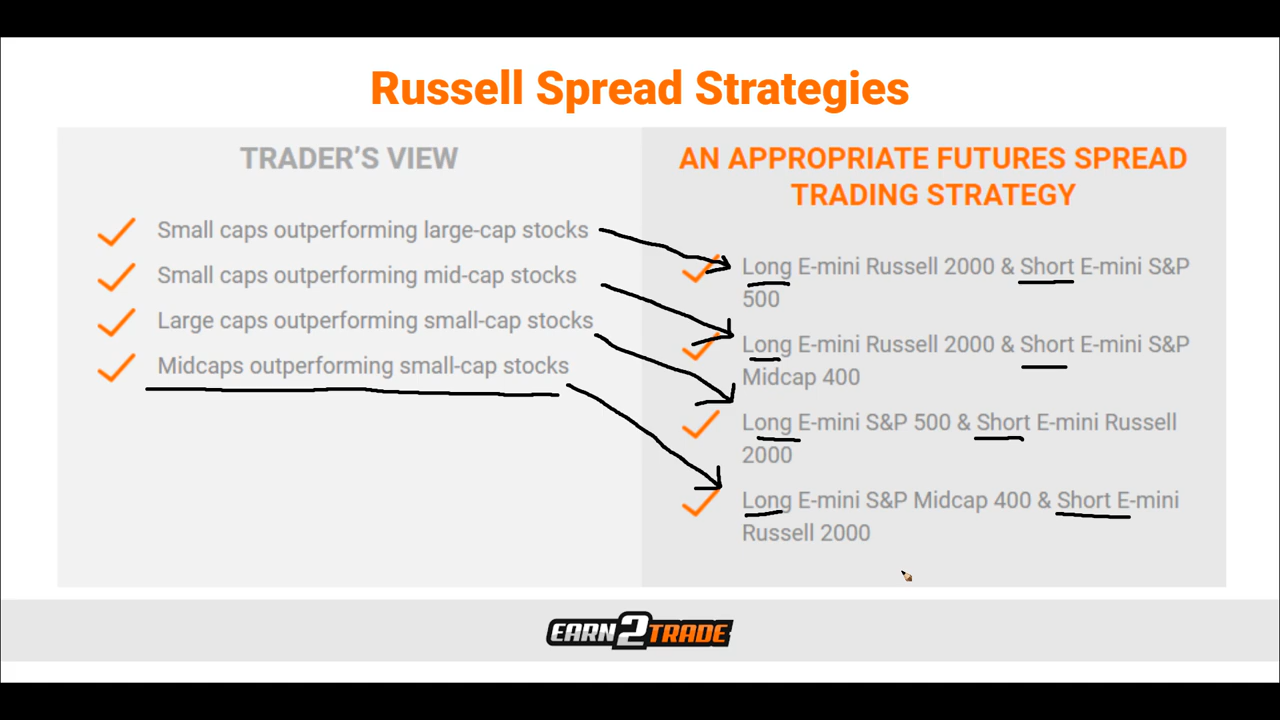 Russell Spread Strategies
TRADER'S VIEW
Small caps outperforming large-cap stocks
Small caps outperforming mid-cap stocks
Large caps outperforming small-cap stocks
Midcaps outperforming small-cap stocks
AN APPROPRIATE FUTURES SPREAD
TRADING STRATEGY
Long E-mini Russell 2000 & Short E-mini S&P
500
Long E-mini Russell 2000 & Short E-mini S&P
Midcap 400
Long E-mini S&P 500 & Short E-mini Russell
2000
Long E-mini S&P Midcap 400 & Short E-mini
Russell 2000
EARN2TRADE